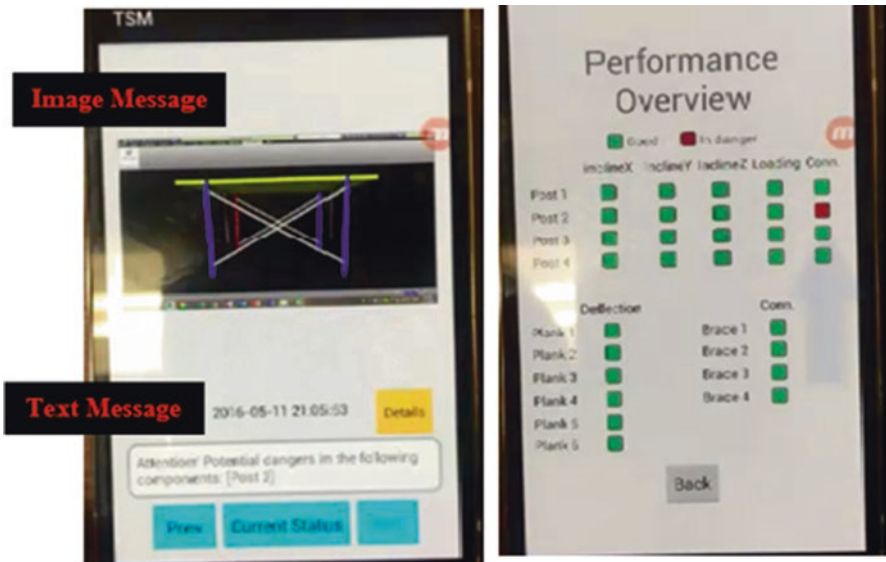 TSM
Image Message
Text Message
2016-05-11 21:05:53
Details
Attention! Potential dangers in the following
components: [Post 2]
Prev
Current Status
Performance
Overview
Good
In danger
InclineX InclineY InclineZ Loading Conn.
Post 1
Post 2
Post 3
Post 4
Deflection
Conn.
Plank 1
Brace 1
Plank 2
Brace 2
Plank 3
Brace 3
Plank 4
Brace 4
Plank 5
Plank 6
Back